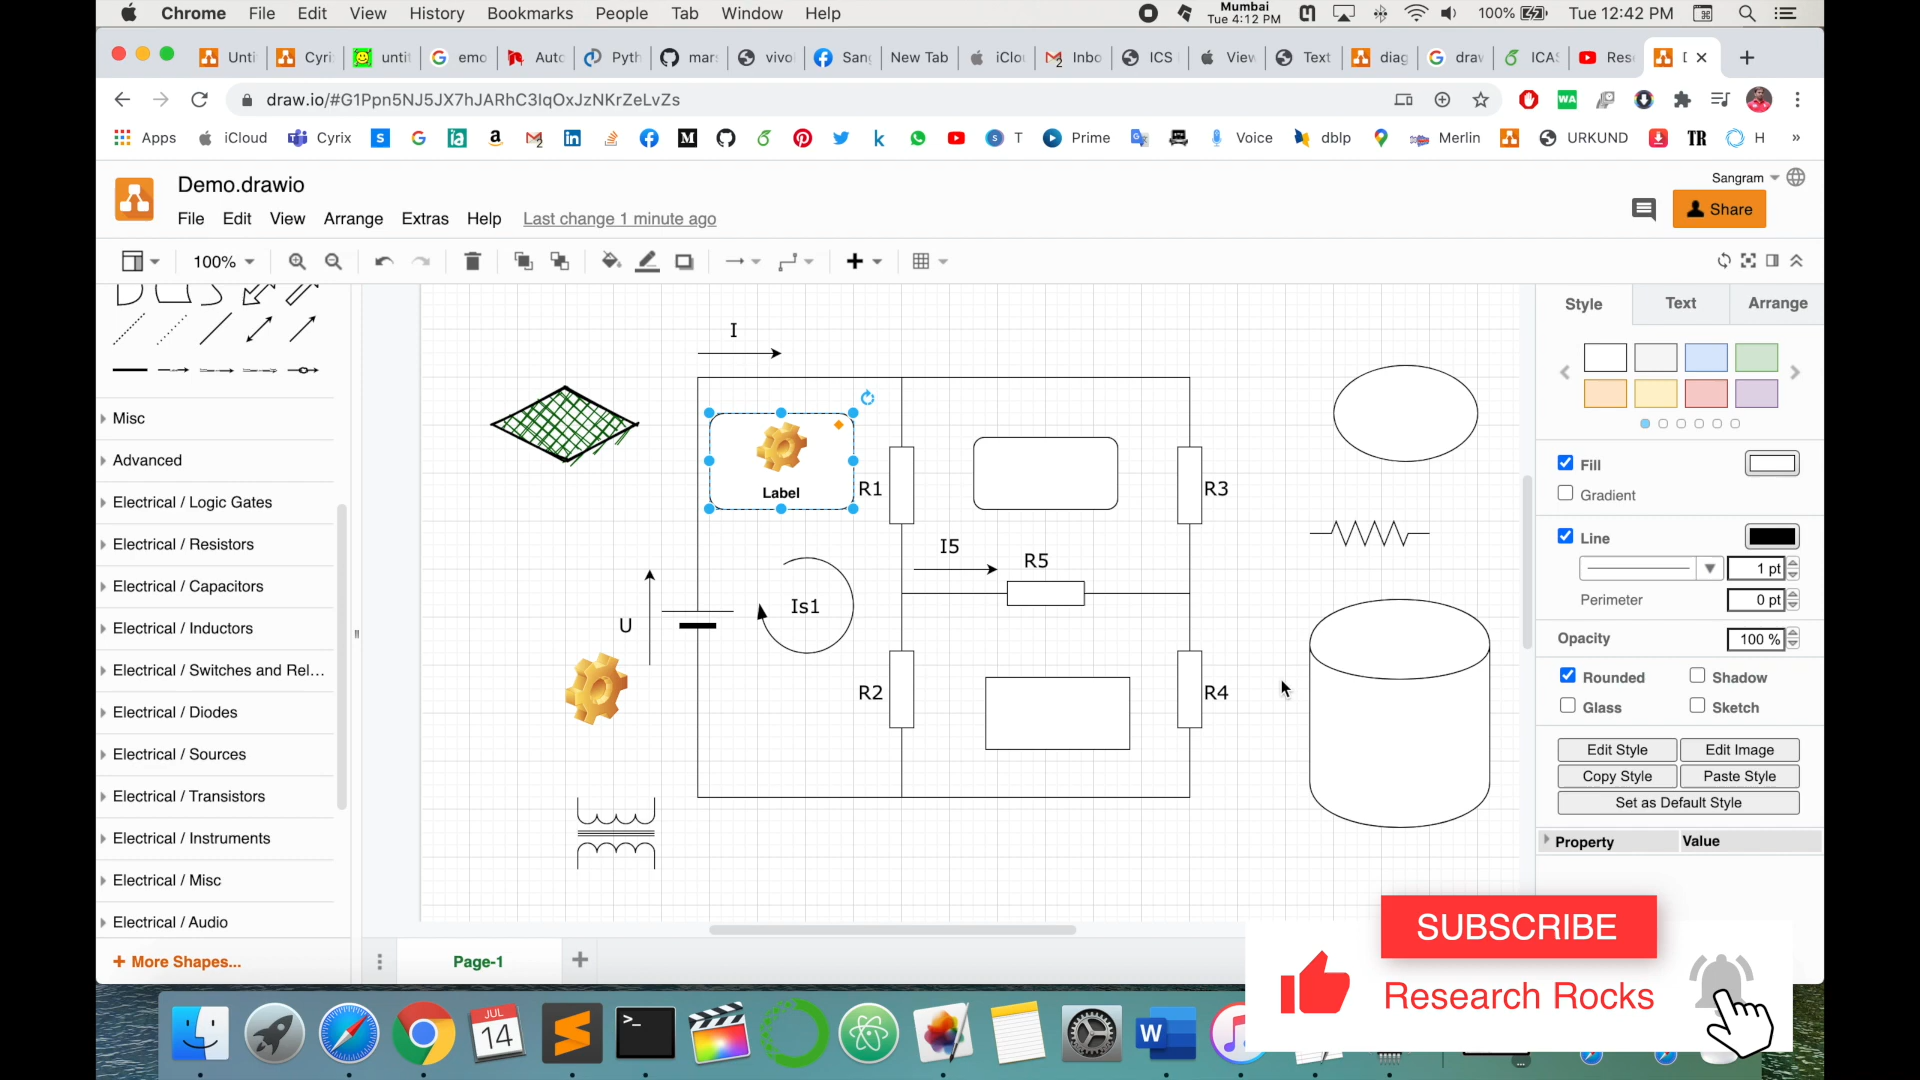 Chrome File Edit View History Bookmarks People Tab Window Help
Mumbai
Tue 4:12 PM
100%
Tue 12:42 PM
Unti
Cyri
unti
emo
Auto
Pyth
mar
vivo
Sang
New Tab
iClou
Inbo
ICS
View
Text
diag
draw
ICAS
Rese
draw.io/#G1Ppn5NJ5JX7hJARhC3IqOxJzNKrZeLvZs
Apps iCloud Cyrix T Prime Voice dblp Merlin URKUND TR H »
Demo.drawio
Sangram
File Edit View Arrange Extras Help Last change 1 minute ago
Share
100%
Style Text Arrange
Misc
Advanced
Electrical / Logic Gates
Electrical / Resistors
Electrical / Capacitors
Electrical / Inductors
Electrical / Switches and Rel...
Electrical / Diodes
Electrical / Sources
Electrical / Transistors
Electrical / Instruments
Electrical / Misc
Electrical / Audio
+ More Shapes...
I
Label
R1
R3
I5
R5
Is1
U
R2
R4
Fill
Gradient
Line
1 pt
Perimeter 0 pt
Opacity 100 %
Rounded Shadow
Glass Sketch
Edit Style Edit Image
Copy Style Paste Style
Set as Default Style
Property Value
Page-1
SUBSCRIBE
Research Rocks
JUL
14
>_
W